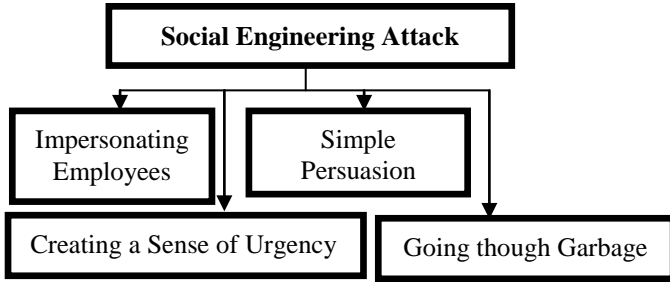 Social Engineering Attack
Impersonating
Employees
Simple
Persuasion
Creating a Sense of Urgency
Going though Garbage